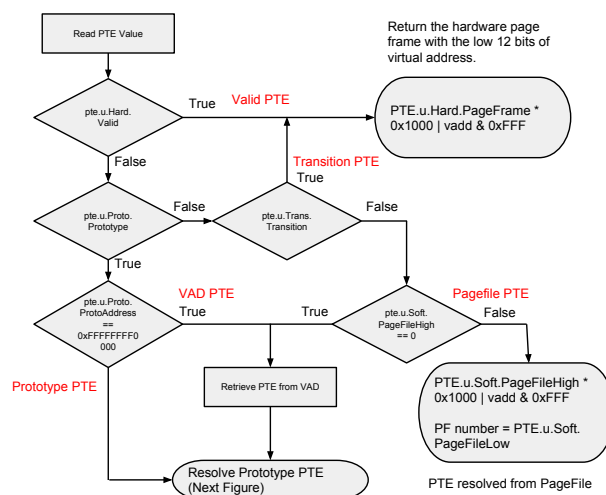 Read PTE Value
Return the hardware page
frame with the low 12 bits of
virtual address.
pte.u.Hard.
Valid
True
Valid PTE
PTE.u.Hard.PageFrame *
0x1000 | vadd & 0xFFF
False
Transition PTE
True
pte.u.Proto.
Prototype
False
pte.u.Trans.
Transition
False
True
pte.u.Proto.
ProtoAddress
==
0xFFFFFFFF0
000
VAD PTE
True
True
pte.u.Soft.
PageFileHigh
== 0
Pagefile PTE
False
Prototype PTE
Retrieve PTE from VAD
PTE.u.Soft.PageFileHigh *
0x1000 | vadd & 0xFFF
PF number = PTE.u.Soft.
PageFileLow
Resolve Prototype PTE
(Next Figure)
PTE resolved from PageFile